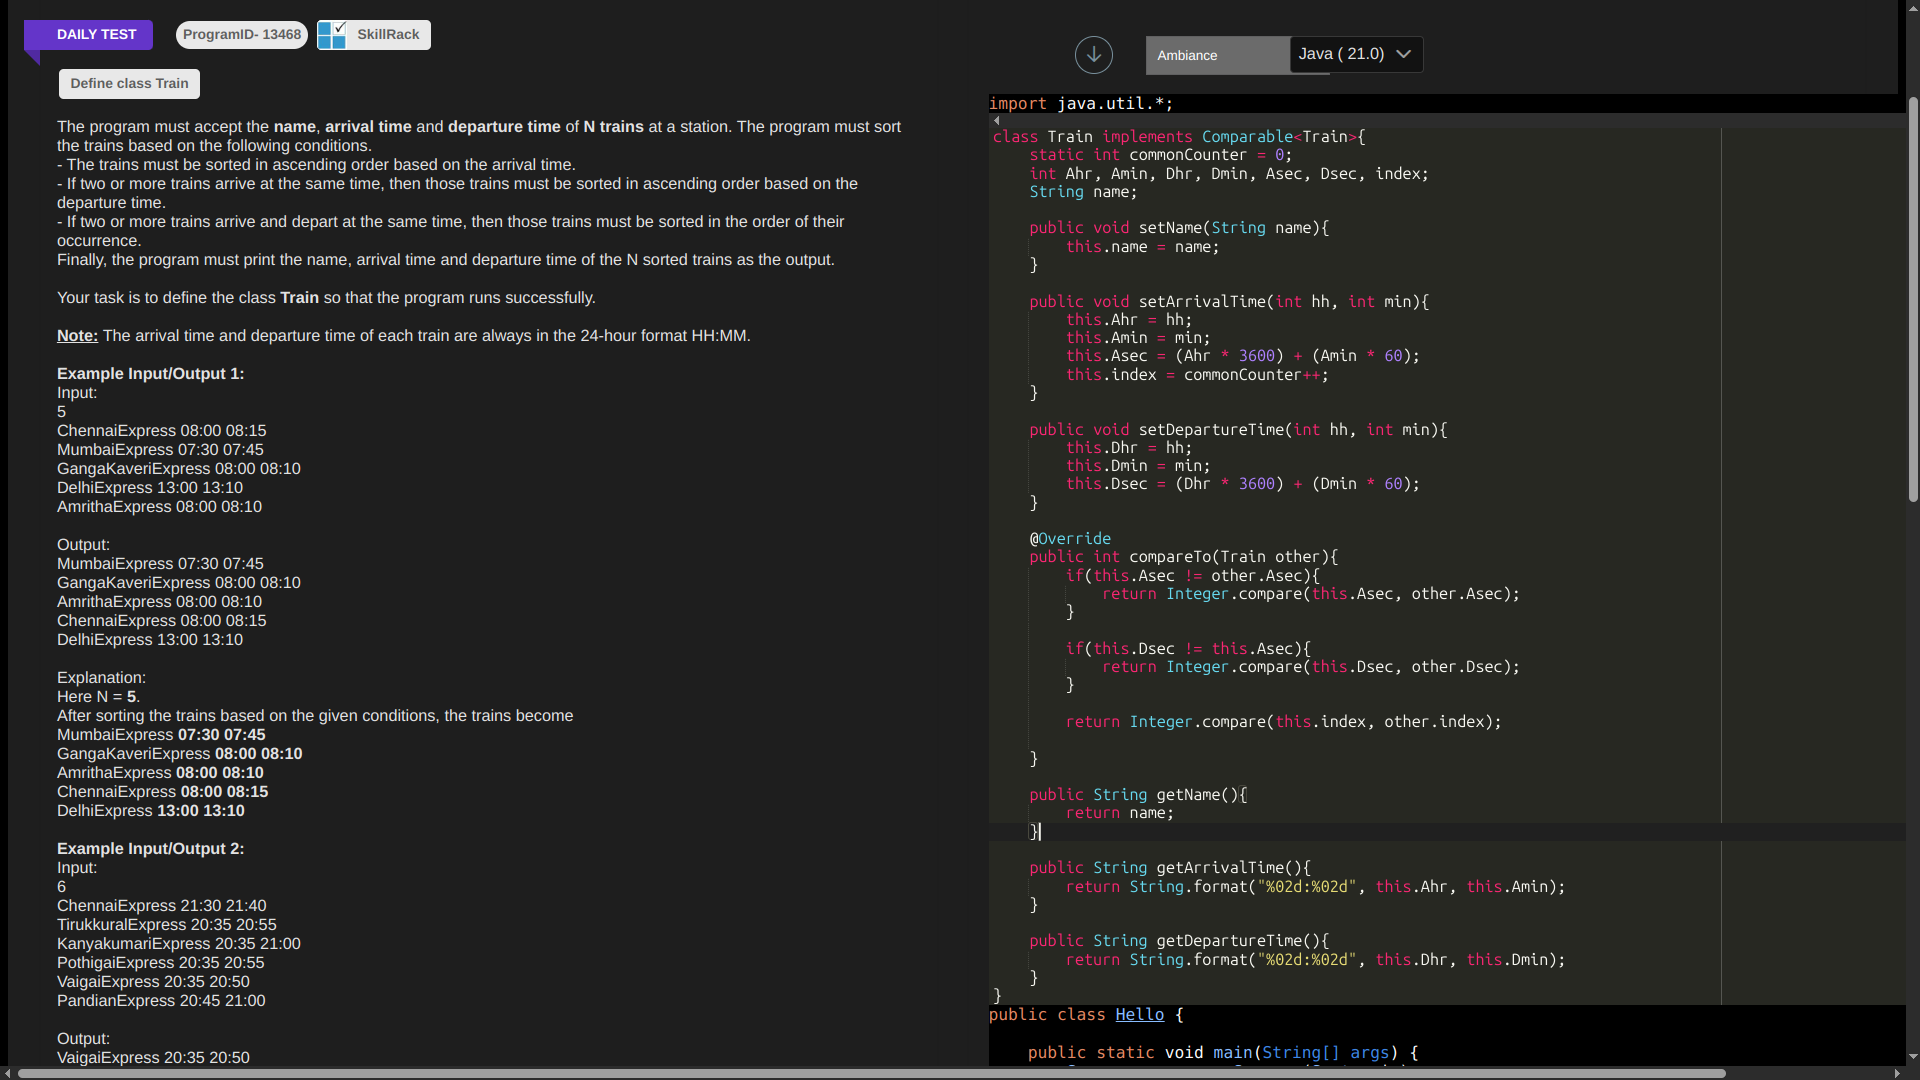 DAILY TEST
ProgramID- 13468
SkillRack
Define class Train
The program must accept the name, arrival time and departure time of N trains at a station. The program must sort
the trains based on the following conditions.
- The trains must be sorted in ascending order based on the arrival time.
- If two or more trains arrive at the same time, then those trains must be sorted in ascending order based on the
departure time.
- If two or more trains arrive and depart at the same time, then those trains must be sorted in the order of their
occurrence.
Finally, the program must print the name, arrival time and departure time of the N sorted trains as the output.
Your task is to define the class Train so that the program runs successfully.
Note: The arrival time and departure time of each train are always in the 24-hour format HH:MM.
Example Input/Output 1:
Input:
5
ChennaiExpress 08:00 08:15
MumbaiExpress 07:30 07:45
GangaKaveriExpress 08:00 08:10
DelhiExpress 13:00 13:10
AmrithaExpress 08:00 08:10
Output:
MumbaiExpress 07:30 07:45
GangaKaveriExpress 08:00 08:10
AmrithaExpress 08:00 08:10
ChennaiExpress 08:00 08:15
DelhiExpress 13:00 13:10
Explanation:
Here N = 5.
After sorting the trains based on the given conditions, the trains become
MumbaiExpress 07:30 07:45
GangaKaveriExpress 08:00 08:10
AmrithaExpress 08:00 08:10
ChennaiExpress 08:00 08:15
DelhiExpress 13:00 13:10
Example Input/Output 2:
Input:
6
ChennaiExpress 21:30 21:40
TirukkuralExpress 20:35 20:55
KanyakumariExpress 20:35 21:00
PothigaiExpress 20:35 20:55
VaigaiExpress 20:35 20:50
PandianExpress 20:45 21:00
Output:
VaigaiExpress 20:35 20:50
Ambiance
Java ( 21.0)
import java.util.*;
class Train implements Comparable<Train>{
static int commonCounter = 0;
int Ahr, Amin, Dhr, Dmin, Asec, Dsec, index;
String name;
public void setName(String name){
this.name = name;
}
public void setArrivalTime(int hh, int min){
this.Ahr = hh;
this.Amin = min;
this.Asec = (Ahr * 3600) + (Amin * 60);
this.index = commonCounter++;
}
public void setDepartureTime(int hh, int min){
this.Dhr = hh;
this.Dmin = min;
this.Dsec = (Dhr * 3600) + (Dmin * 60);
}
@Override
public int compareTo(Train other){
if(this.Asec != other.Asec){
return Integer.compare(this.Asec, other.Asec);
}
if(this.Dsec != this.Asec){
return Integer.compare(this.Dsec, other.Dsec);
}
return Integer.compare(this.index, other.index);
}
public String getName(){
return name;
}
public String getArrivalTime(){
return String.format("%02d:%02d", this.Ahr, this.Amin);
}
public String getDepartureTime(){
return String.format("%02d:%02d", this.Dhr, this.Dmin);
}
}
public class Hello {
public static void main(String[] args) {